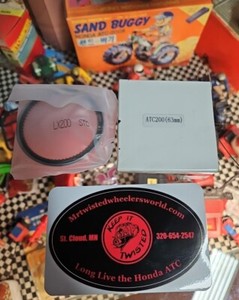 SAND BUGGY
ATC200(63mm)
Mrtwistedwheelersworld.com
KEEP IT
TWISTED
St. Cloud, MN
320-654-2547
Long Live the Honda ATC